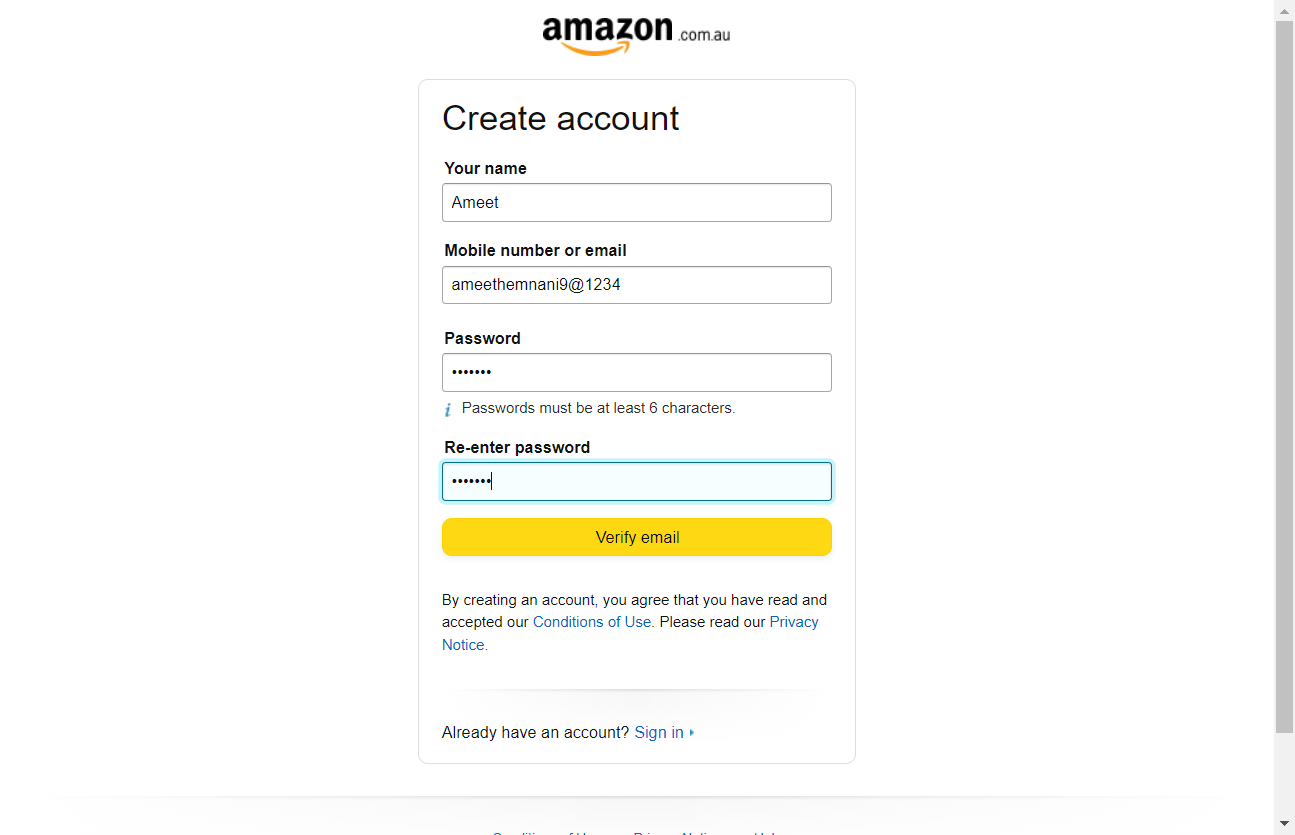 amazon.com.au
Create account
Your name
Ameet
Mobile number or email
ameethemnani9@1234
Password
•••••••
i Passwords must be at least 6 characters.
Re-enter password
•••••••
Verify email
By creating an account, you agree that you have read and
accepted our Conditions of Use. Please read our Privacy
Notice.
Already have an account? Sign in